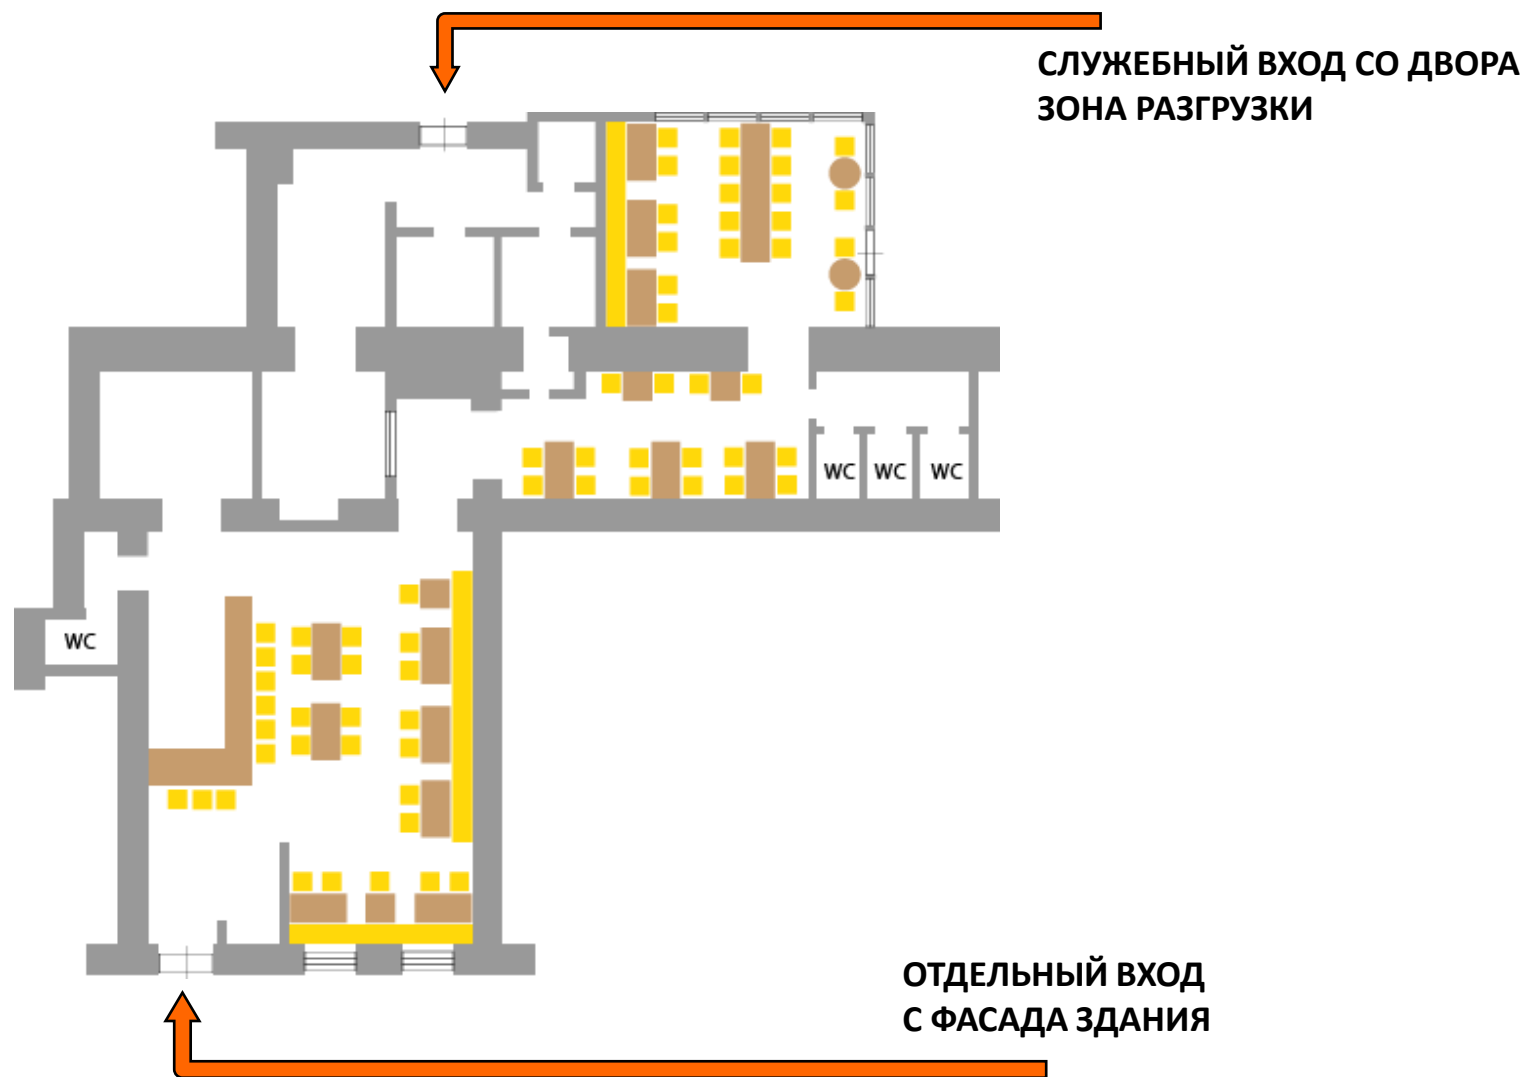 СЛУЖЕБНЫЙ ВХОД СО ДВОРА
ЗОНА РАЗГРУЗКИ
WC WC WC
WC
ОТДЕЛЬНЫЙ ВХОД
С ФАСАДА ЗДАНИЯ